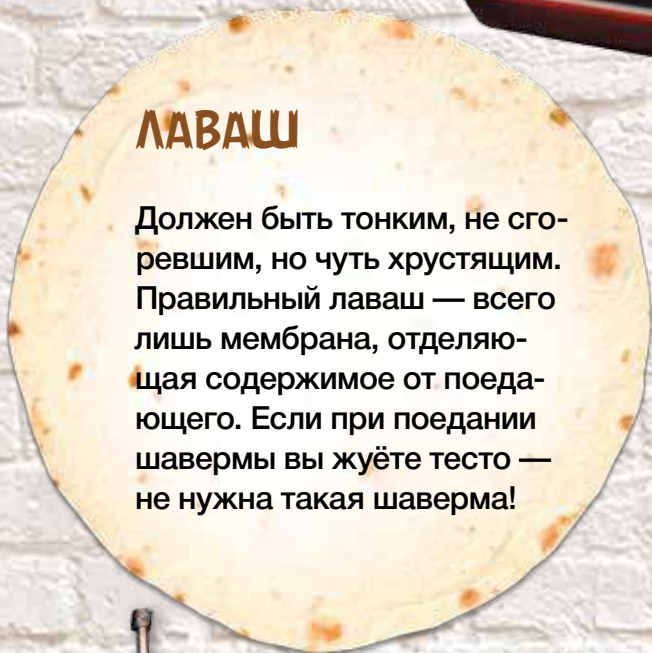 ЛАВАШ
Должен быть тонким, не сго-
ревшим, но чуть хрустящим.
Правильный лаваш — всего
лишь мембрана, отделяю-
щая содержимое от поеда-
ющего. Если при поедании
шавермы вы жуёте тесто —
не нужна такая шаверма!